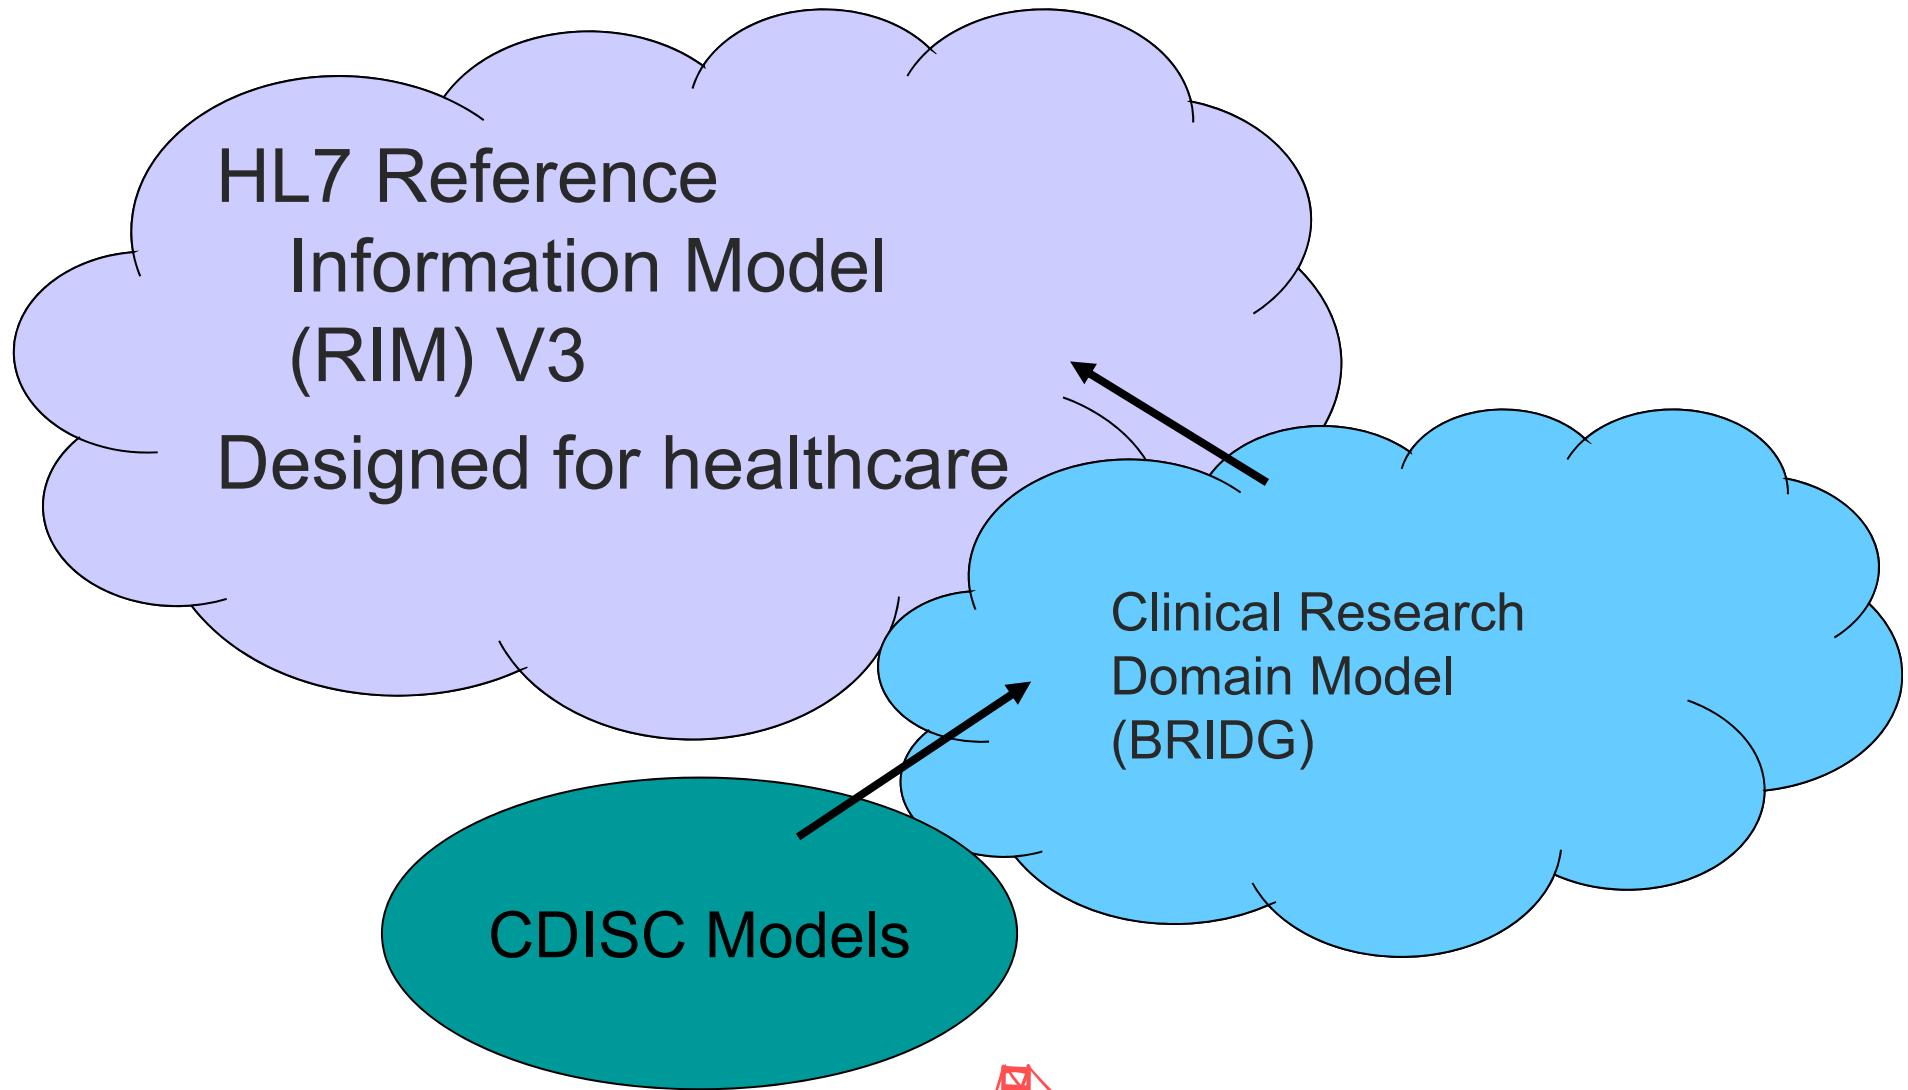 HL7 Reference
Information Model
(RIM) V3
Designed for healthcare
Clinical Research
Domain Model
(BRIDG)
CDISC Models